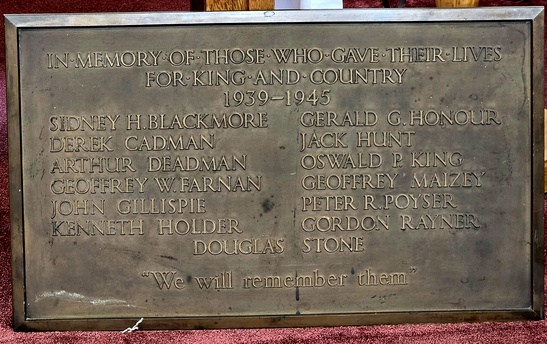 IN·MEMORY·OF·THOSE·WHO·GAVE·THEIR·LIVES
FOR·KING·AND·COUNTRY
1939–1945
SIDNEY H. BLACKMORE GERALD G. HONOUR
DEREK CADMAN JACK HUNT
ARTHUR DEADMAN OSWALD P. KING
GEOFFREY W. FARNAN GEOFFREY MAIZEY
JOHN GILLISPIE PETER R. POYSER
KENNETH HOLDER GORDON RAYNER
DOUGLAS STONE
"We will remember them"